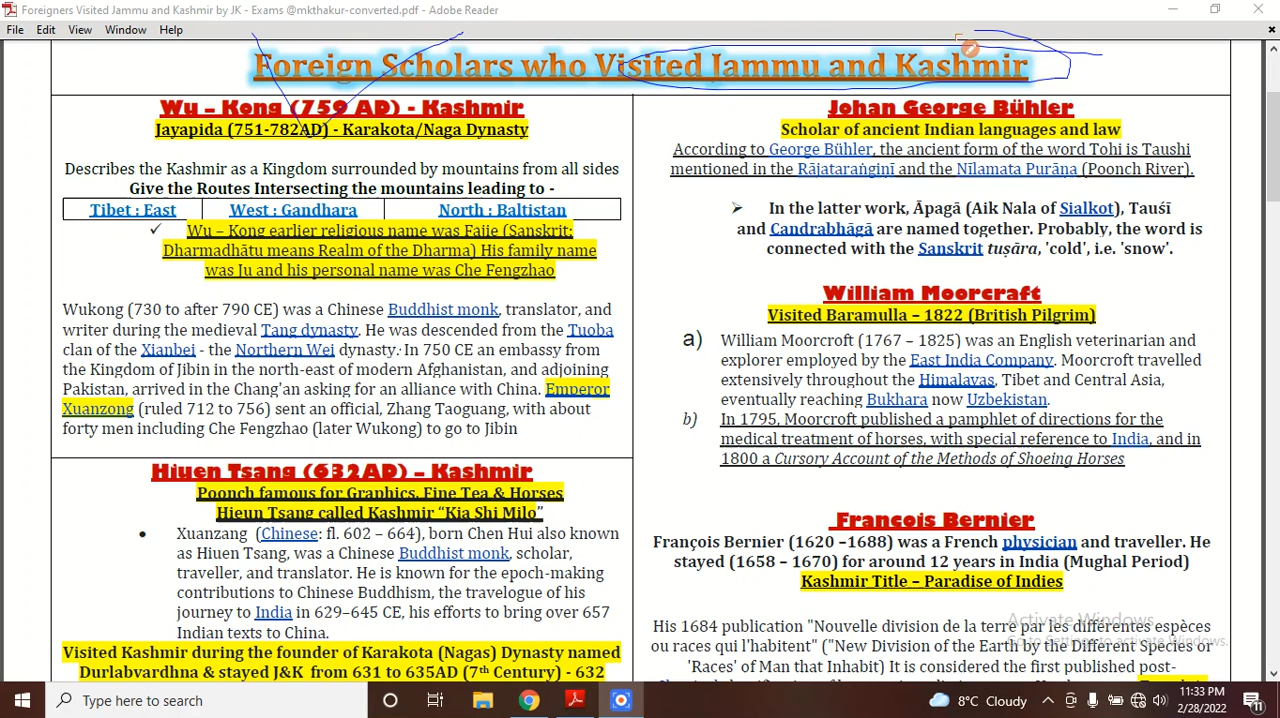 Foreigners Visited Jammu and Kashmir by JK - Exams @mkthakur-converted.pdf - Adobe Reader
File Edit View Window Help
Foreign Scholars who Visited Jammu and Kashmir
Wu – Kong (759 AD) - Kashmir
Jayapida (751-782AD) - Karakota/Naga Dynasty
Describes the Kashmir as a Kingdom surrounded by mountains from all sides
Give the Routes Intersecting the mountains leading to -
Tibet : East West : Gandhara North : Baltistan
✓ Wu – Kong earlier religious name was Fajie (Sanskrit:
Dharmadhātu means Realm of the Dharma) His family name
was Ju and his personal name was Che Fengzhao
Wukong (730 to after 790 CE) was a Chinese Buddhist monk, translator, and
writer during the medieval Tang dynasty. He was descended from the Tuoba
clan of the Xianbei - the Northern Wei dynasty. In 750 CE an embassy from
the Kingdom of Jibin in the north-east of modern Afghanistan, and adjoining
Pakistan, arrived in the Chang'an asking for an alliance with China. Emperor
Xuanzong (ruled 712 to 756) sent an official, Zhang Taoguang, with about
forty men including Che Fengzhao (later Wukong) to go to Jibin
Hiuen Tsang (632AD) – Kashmir
Poonch famous for Graphics, Fine Tea & Horses
Hieun Tsang called Kashmir “Kia Shi Milo”
• Xuanzang (Chinese: fl. 602 – 664), born Chen Hui also known
as Hiuen Tsang, was a Chinese Buddhist monk, scholar,
traveller, and translator. He is known for the epoch-making
contributions to Chinese Buddhism, the travelogue of his
journey to India in 629–645 CE, his efforts to bring over 657
Indian texts to China.
Visited Kashmir during the founder of Karakota (Nagas) Dynasty named
Durlabvardhna & stayed J&K from 631 to 635AD (7th Century) - 632
Johan George Bühler
Scholar of ancient Indian languages and law
According to George Bühler, the ancient form of the word Tohi is Taushi
mentioned in the Rājataraṅgiṇī and the Nīlamata Purāṇa (Poonch River).
➤ In the latter work, Āpagā (Aik Nala of Sialkot), Tauśī
and Candrabhāgā are named together. Probably, the word is
connected with the Sanskrit tuṣāra, 'cold', i.e. 'snow'.
William Moorcraft
Visited Baramulla – 1822 (British Pilgrim)
a) William Moorcraft (1767 – 1825) was an English veterinarian and
explorer employed by the East India Company. Moorcraft travelled
extensively throughout the Himalayas, Tibet and Central Asia,
eventually reaching Bukhara now Uzbekistan.
b) In 1795, Moorcraft published a pamphlet of directions for the
medical treatment of horses, with special reference to India, and in
1800 a Cursory Account of the Methods of Shoeing Horses
Francois Bernier
François Bernier (1620 –1688) was a French physician and traveller. He
stayed (1658 – 1670) for around 12 years in India (Mughal Period)
Kashmir Title – Paradise of Indies
His 1684 publication "Nouvelle division de la terre par les différentes espèces
ou races qui l'habitent" ("New Division of the Earth by the Different Species or
'Races' of Man that Inhabit) It is considered the first published post-
Activate Windows
Go to Settings to activate Windows.
Type here to search
8°C Cloudy
11:33 PM
2/28/2022
11